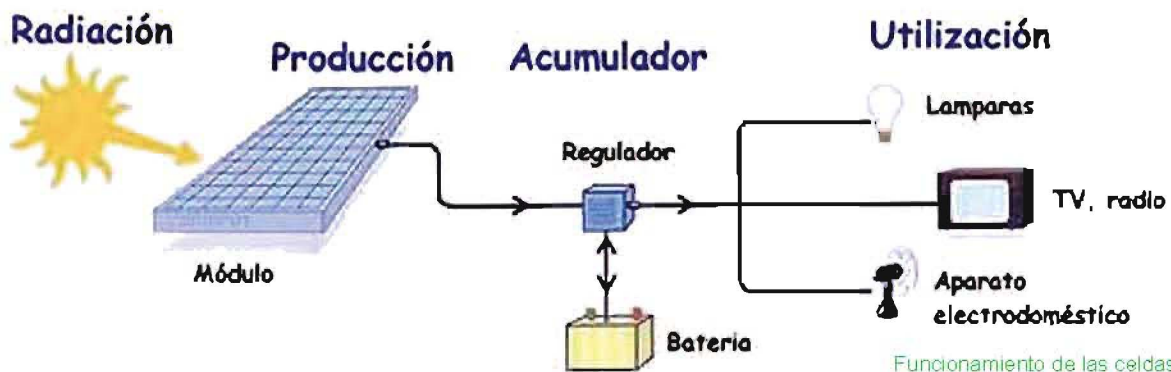 Radiación
Producción
Acumulador
Utilización
Lamparas
Regulador
TV, radio
Módulo
Aparato
electrodoméstico
Bateria
Funcionamiento de las celdas